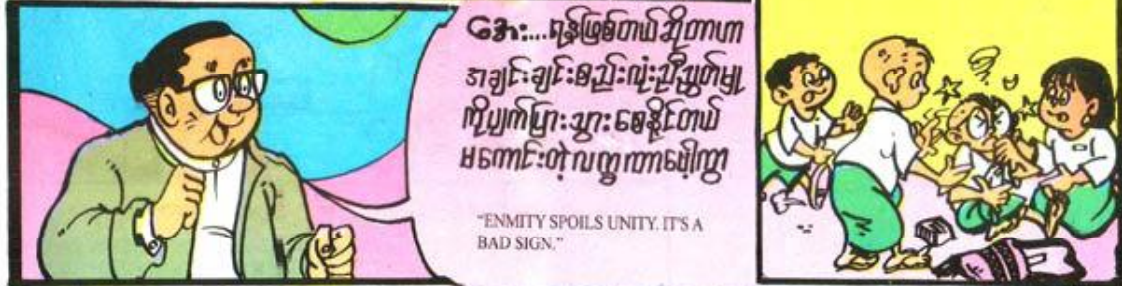 အေး...ရန်ဖြစ်တယ်ဆိုတာဟာ
အချင်းချင်းစည်းလုံးညီညွတ်မှု
ကိုပျက်ပြားသွားစေနိုင်တယ်
မကောင်းတဲ့လက္ခဏာပေါ့ကွာ
"ENMITY SPOILS UNITY. IT'S A
BAD SIGN."